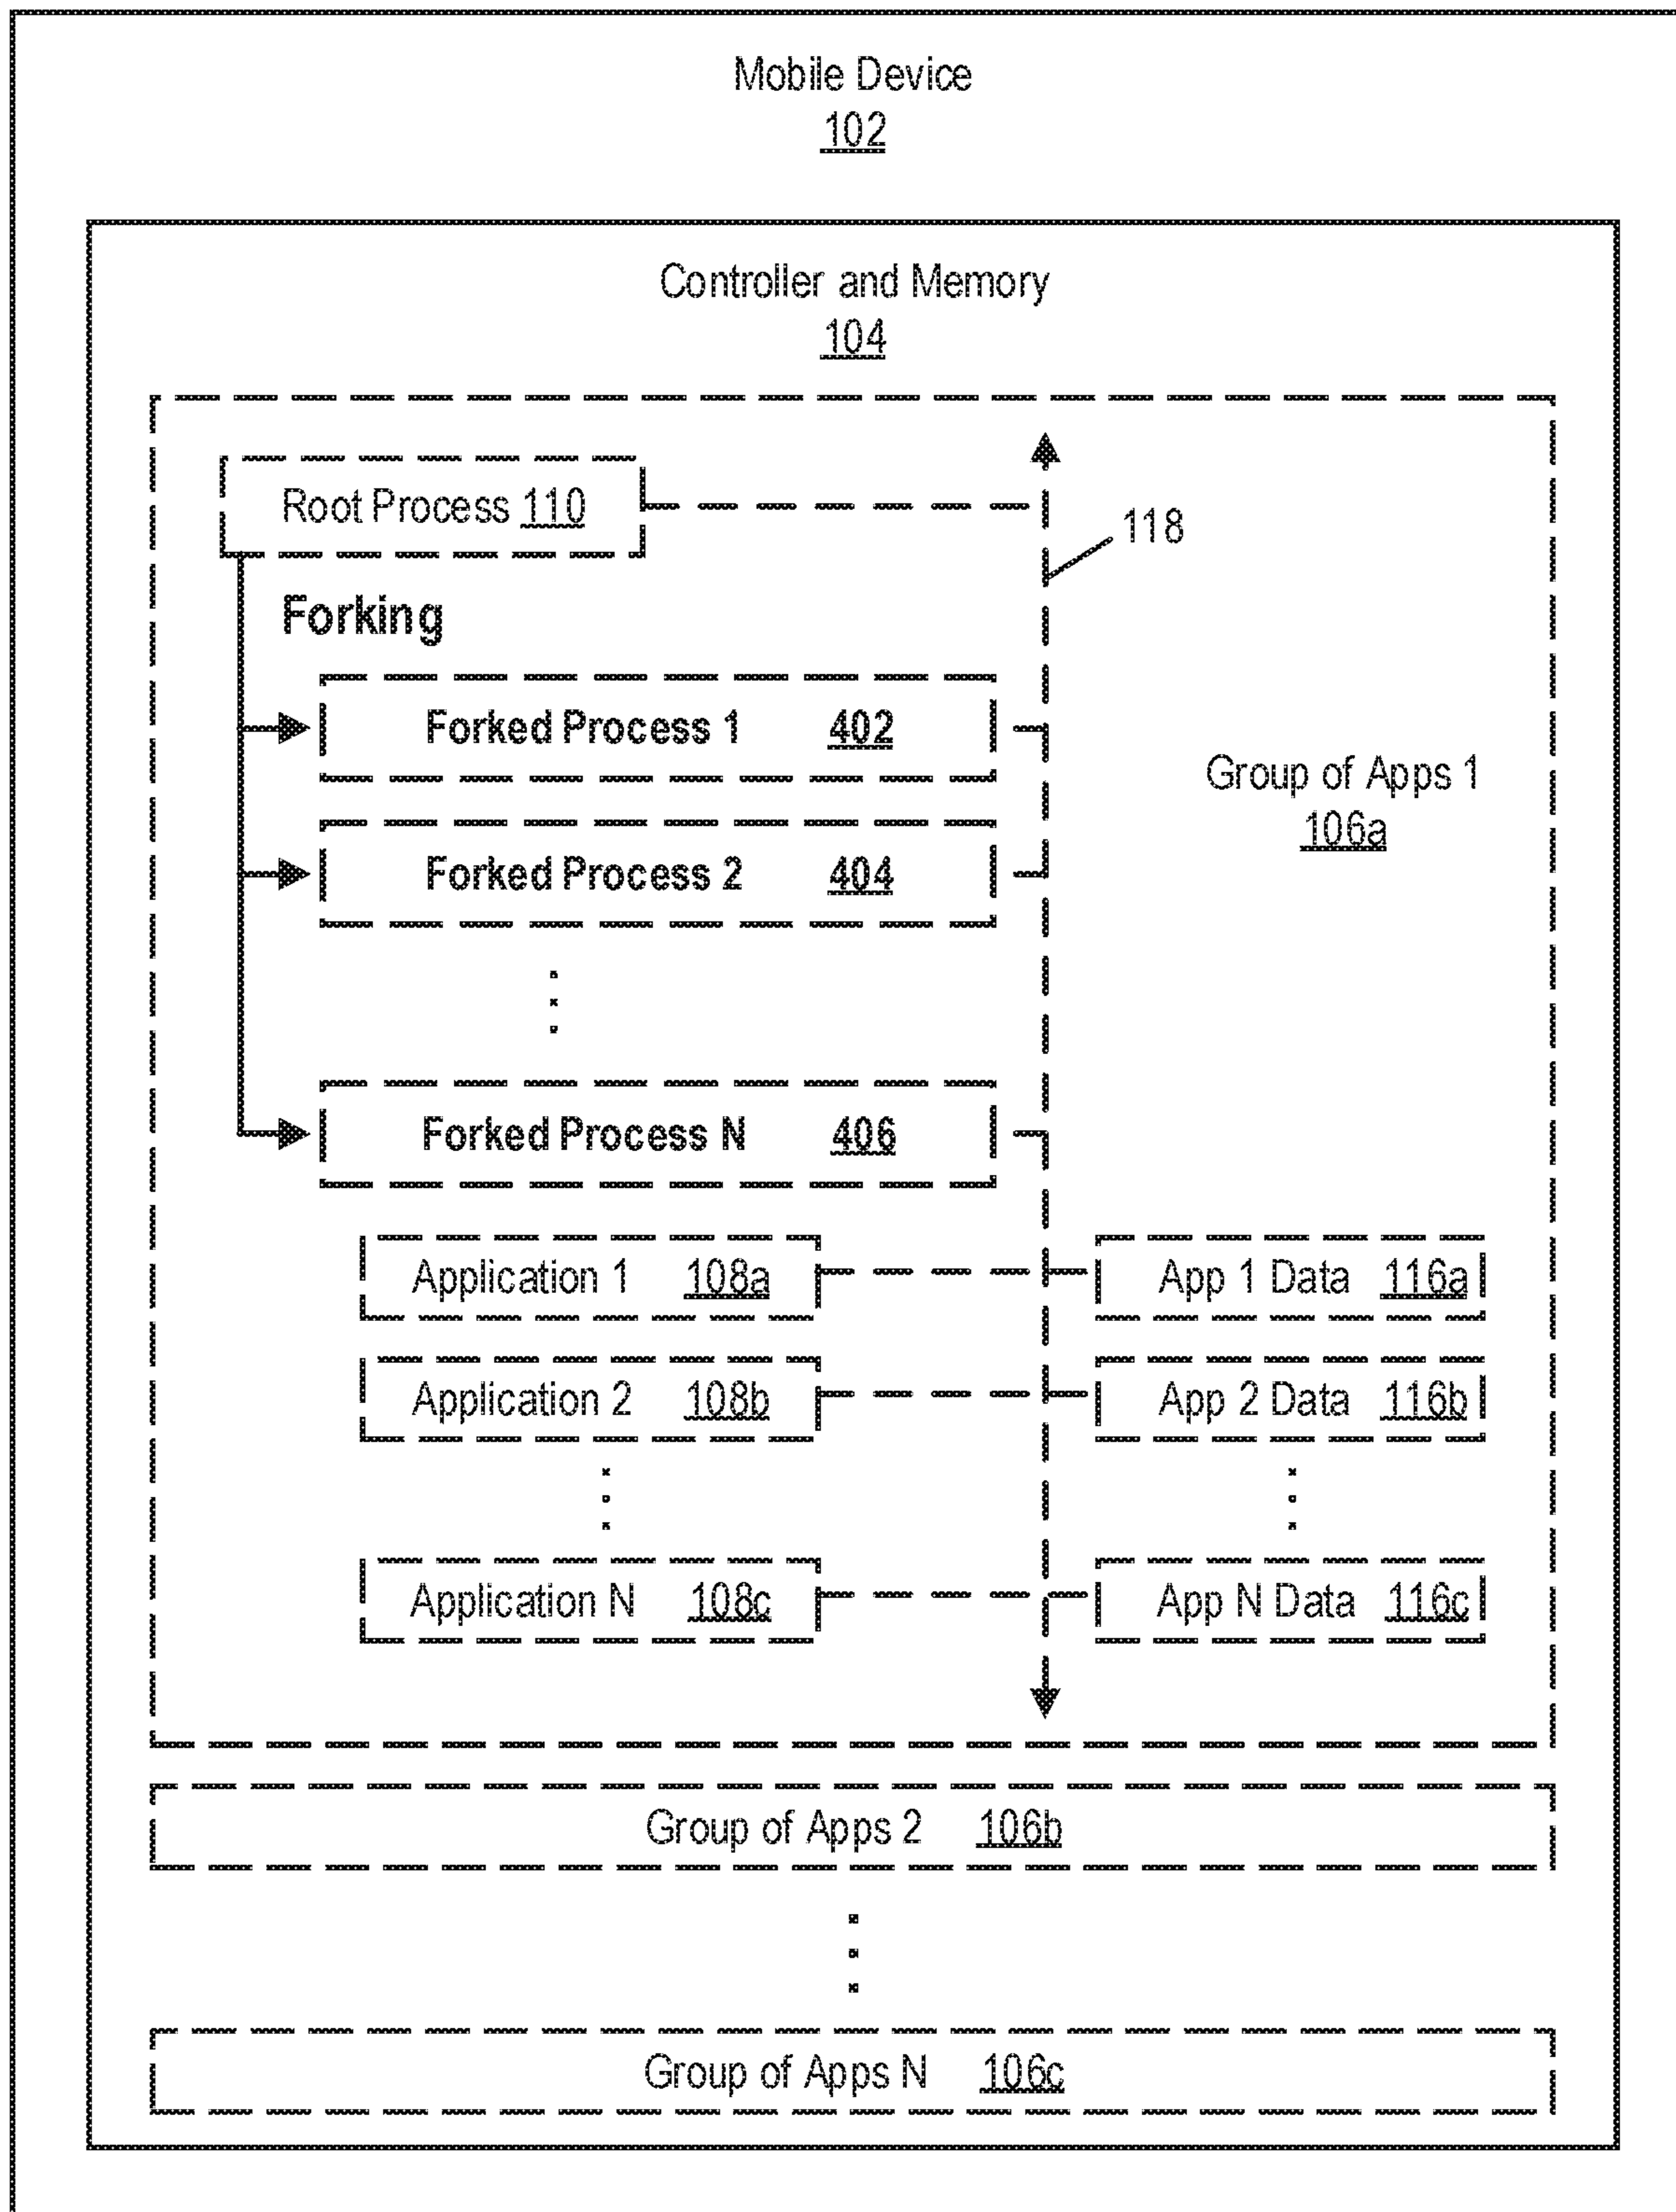 Mobile Device
102
Controller and Memory
104
Root Process 110
118
Forking
Forked Process 1 402
Group of Apps 1
106a
Forked Process 2 404
Forked Process N 406
Application 1 108a
App 1 Data 116a
Application 2 108b
App 2 Data 116b
Application N 108c
App N Data 116c
Group of Apps 2 106b
Group of Apps N 106c